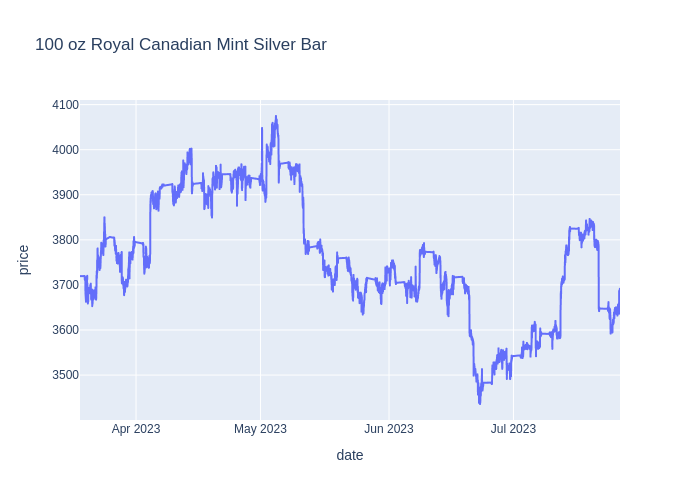 100 oz Royal Canadian Mint Silver Bar
4100
4000
3900
3800
3700
3600
3500
price
Apr 2023
May 2023
Jun 2023
Jul 2023
date